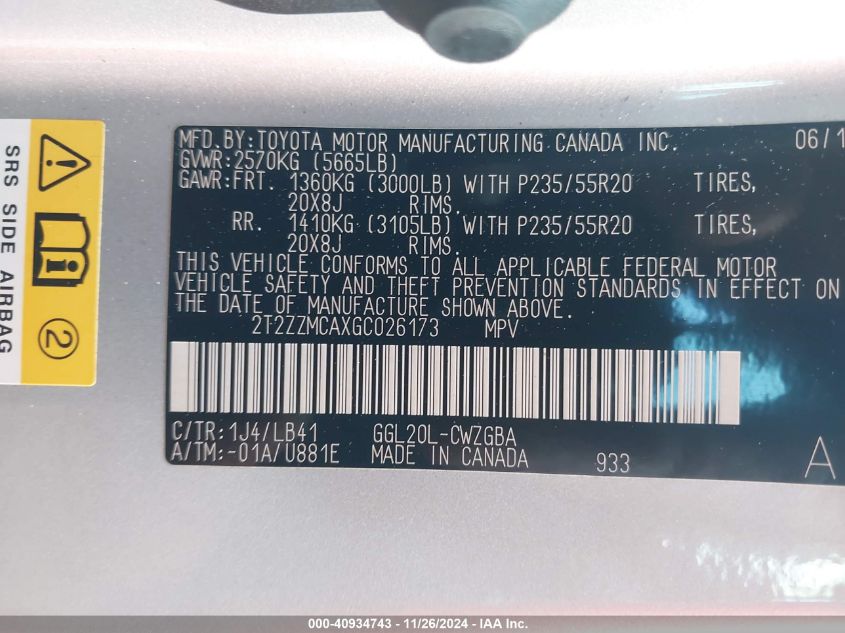 MFD.BY:TOYOTA MOTOR MANUFACTURING CANADA INC. 06/1
GVWR:2570KG (5665LB)
GAWR:FRT. 1360KG (3000LB) WITH P235/55R20 TIRES,
20X8J RIMS.
RR. 1410KG (3105LB) WITH P235/55R20 TIRES,
20X8J RIMS.
THIS VEHICLE CONFORMS TO ALL APPLICABLE FEDERAL MOTOR
VEHICLE SAFETY AND THEFT PREVENTION STANDARDS IN EFFECT ON
THE DATE OF MANUFACTURE SHOWN ABOVE.
2T2ZZMCAXGC026173 MPV
C/TR:1J4/LB41 GGL20L-CWZGBA
A/TM:-01A/U881E MADE IN CANADA 933 A
SRS SIDE AIRBAG
2
000-40934743 - 11/26/2024 - IAA Inc.